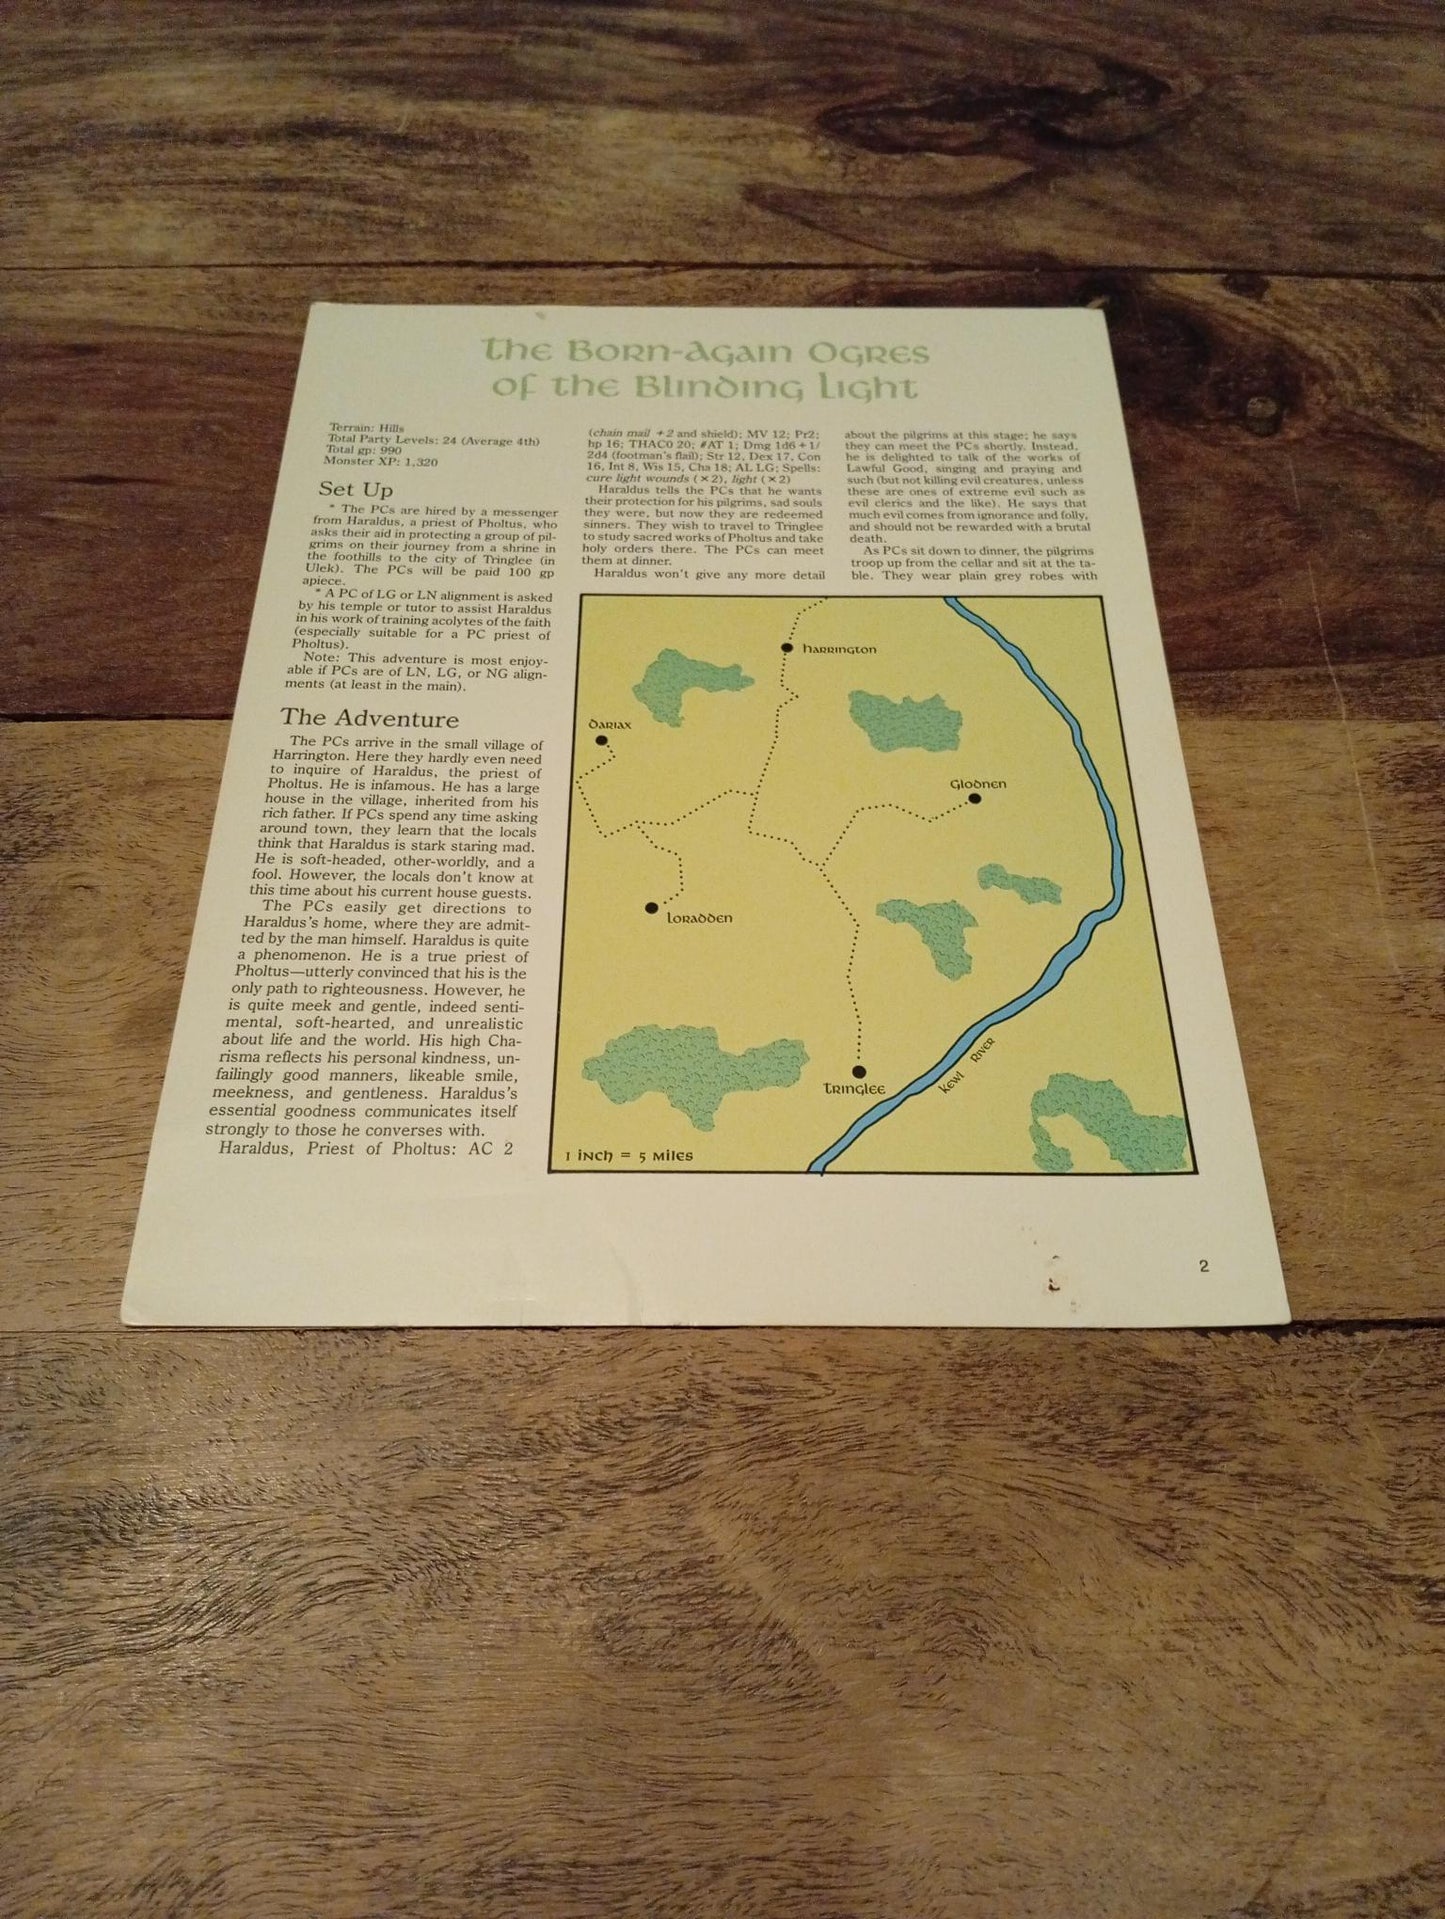 The Born-Again Ogres
of the Blinding Light
Terrain: Hills
Total Party Levels: 24 (Average 4th)
Total gp: 990
Monster XP: 1,320
Set Up
* The PCs are hired by a messenger
from Haraldus, a priest of Pholtus, who
asks their aid in protecting a group of pil-
grims on their journey from a shrine in
the foothills to the city of Tringlee (in
Ulek). The PCs will be paid 100 gp
apiece.
* A PC of LG or LN alignment is asked
by his temple or tutor to assist Haraldus
in his work of training acolytes of the faith
(especially suitable for a PC priest of
Pholtus).
Note: This adventure is most enjoy-
able if PCs are of LN, LG, or NG align-
ments (at least in the main).
The Adventure
The PCs arrive in the small village of
Harrington. Here they hardly even need
to inquire of Haraldus, the priest of
Pholtus. He is infamous. He has a large
house in the village, inherited from his
rich father. If PCs spend any time asking
around town, they learn that the locals
think that Haraldus is stark staring mad.
He is soft-headed, other-worldly, and a
fool. However, the locals don't know at
this time about his current house guests.
The PCs easily get directions to
Haraldus's home, where they are admit-
ted by the man himself. Haraldus is quite
a phenomenon. He is a true priest of
Pholtus—utterly convinced that his is the
only path to righteousness. However, he
is quite meek and gentle, indeed senti-
mental, soft-hearted, and unrealistic
about life and the world. His high Cha-
risma reflects his personal kindness, un-
failingly good manners, likeable smile,
meekness, and gentleness. Haraldus's
essential goodness communicates itself
strongly to those he converses with.
Haraldus, Priest of Pholtus: AC 2
(chain mail +2 and shield); MV 12; Pr2;
hp 16; THAC0 20; #AT 1; Dmg 1d6+1/
2d4 (footman's flail); Str 12, Dex 17, Con
16, Int 8, Wis 15, Cha 18; AL LG; Spells:
cure light wounds (×2), light (×2)
Haraldus tells the PCs that he wants
their protection for his pilgrims, sad souls
they were, but now they are redeemed
sinners. They wish to travel to Tringlee
to study sacred works of Pholtus and take
holy orders there. The PCs can meet
them at dinner.
Haraldus won't give any more detail
about the pilgrims at this stage; he says
they can meet the PCs shortly. Instead,
he is delighted to talk of the works of
Lawful Good, singing and praying and
such (but not killing evil creatures, unless
these are ones of extreme evil such as
evil clerics and the like). He says that
much evil comes from ignorance and folly,
and should not be rewarded with a brutal
death.
As PCs sit down to dinner, the pilgrims
troop up from the cellar and sit at the ta-
ble. They wear plain grey robes with
Harrington
Dariax
Glodnen
Loradden
Tringlee
Kewl River
1 inch = 5 miles
2